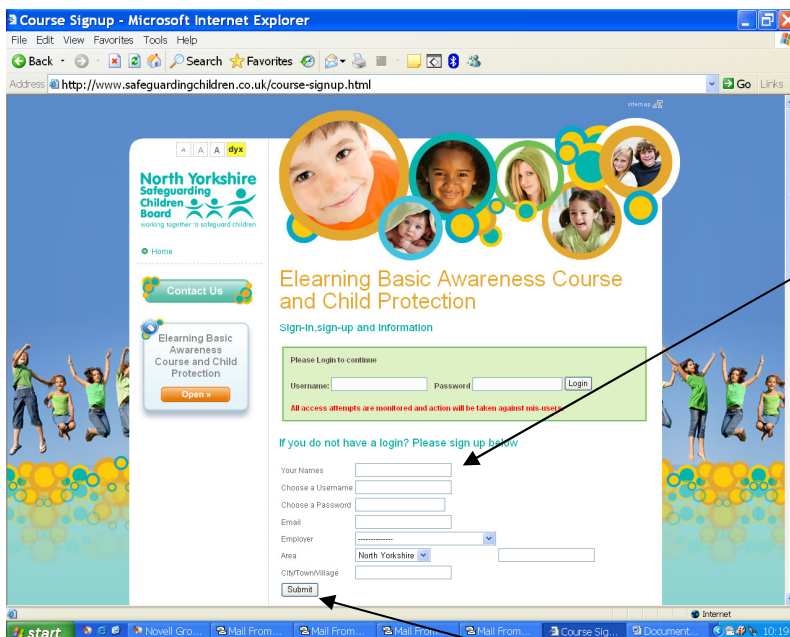 Course Signup - Microsoft Internet Explorer
File Edit View Favorites Tools Help
Back Search Favorites
Address http://www.safeguardingchildren.co.uk/course-signup.html Go Links
sitemap
A A A dyx
North Yorkshire
Safeguarding
Children
Board
working together to safeguard children
Home
Contact Us
Elearning Basic
Awareness
Course and Child
Protection
Open »
Elearning Basic Awareness Course
and Child Protection
Sign-in,sign-up and Information
Please Login to continue
Username: Password Login
All access attempts are monitored and action will be taken against mis-users.
If you do not have a login? Please sign up below
Your Names
Choose a Username
Choose a Password
Email
Employer --------------
Area North Yorkshire
City/Town/Village
Submit
Internet
start Novell Gro... Mail From... Mail From... Mail From... Mail From... Course Sig... Document... 10:19